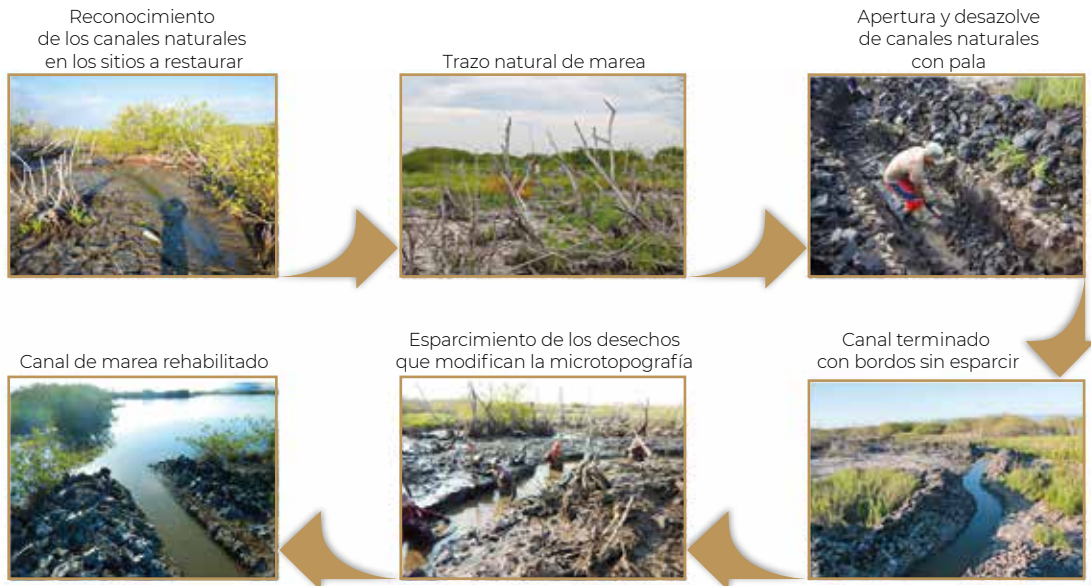 Reconocimiento
de los canales naturales
en los sitios a restaurar
Trazo natural de marea
Apertura y desazolve
de canales naturales
con pala
Canal terminado
con bordos sin esparcir
Esparcimiento de los desechos
que modifican la microtopografía
Canal de marea rehabilitado